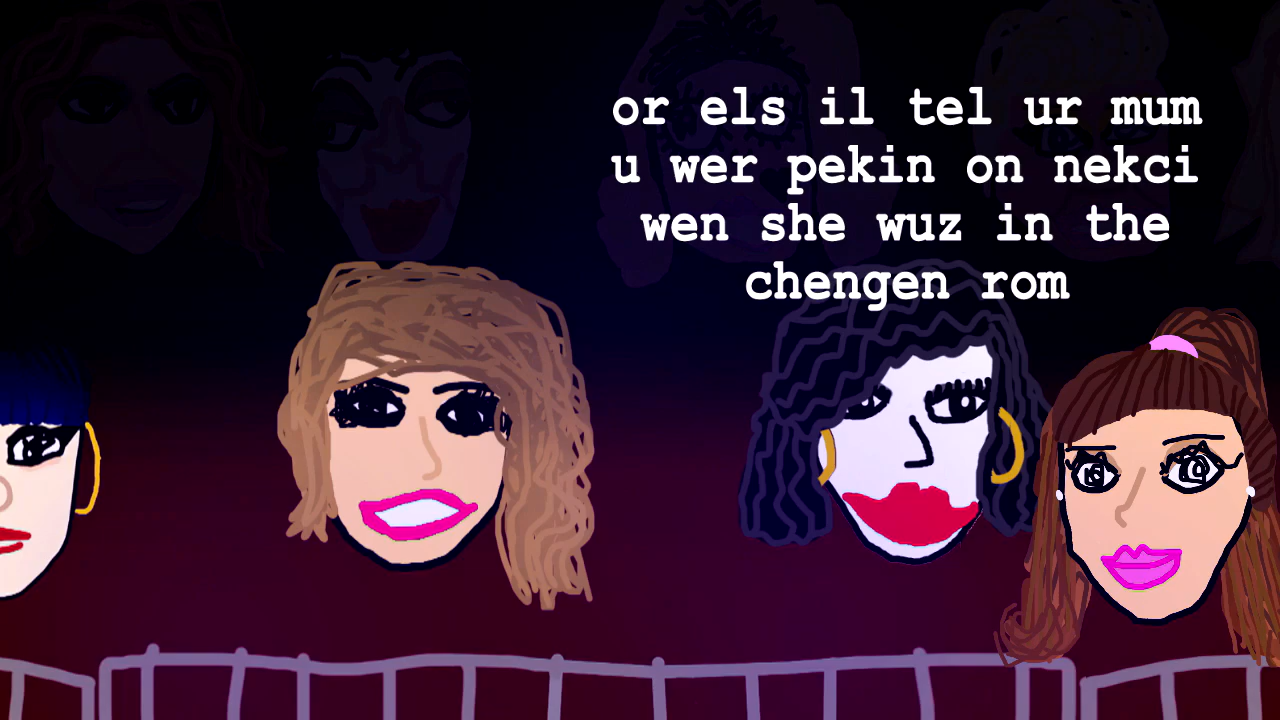 or els il tel ur mum
u wer pekin on nekci
wen she wuz in the
chengen rom